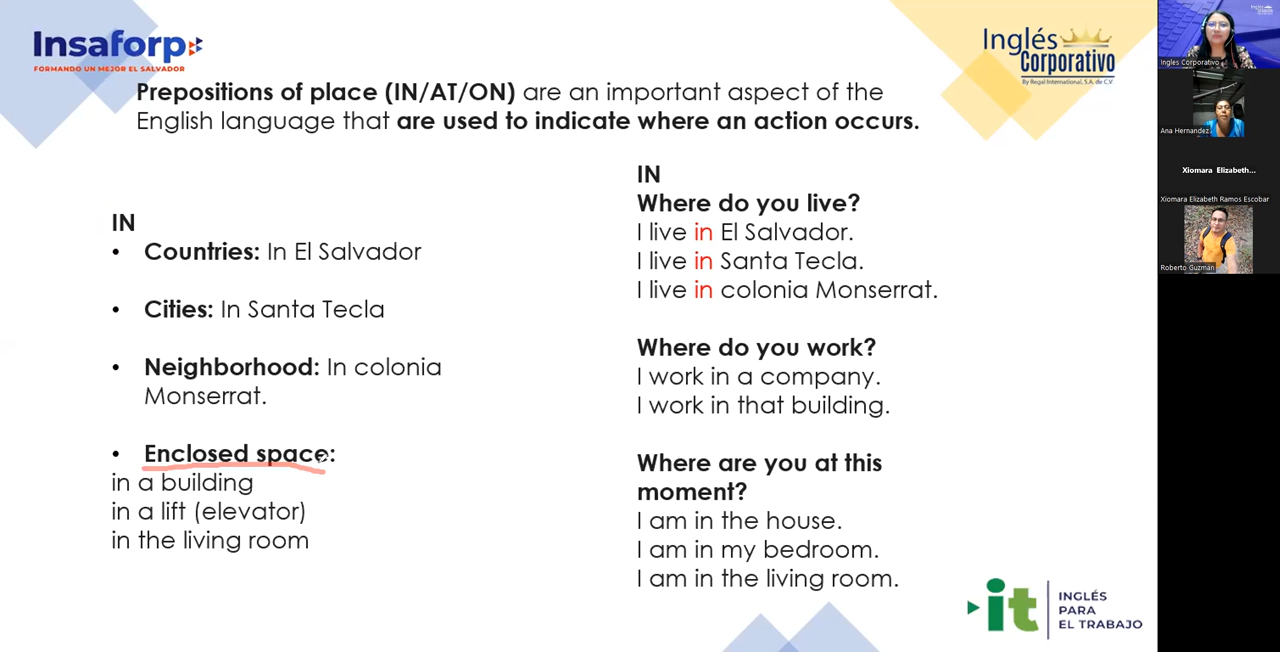 Insaforp
FORMANDO UN MEJOR EL SALVADOR
Inglés
Corporativo
By Regal International, S.A. de C.V.
Prepositions of place (IN/AT/ON) are an important aspect of the
English language that are used to indicate where an action occurs.
IN
• Countries: In El Salvador
• Cities: In Santa Tecla
• Neighborhood: In colonia
Monserrat.
• Enclosed space:
in a building
in a lift (elevator)
in the living room
IN
Where do you live?
I live in El Salvador.
I live in Santa Tecla.
I live in colonia Monserrat.
Where do you work?
I work in a company.
I work in that building.
Where are you at this
moment?
I am in the house.
I am in my bedroom.
I am in the living room.
it
INGLÉS
PARA
EL TRABAJO
Inglés Corporativo
Ana Hernandez
Xiomara Elizabeth...
Xiomara Elizabeth Ramos Escobar
Roberto Guzmán